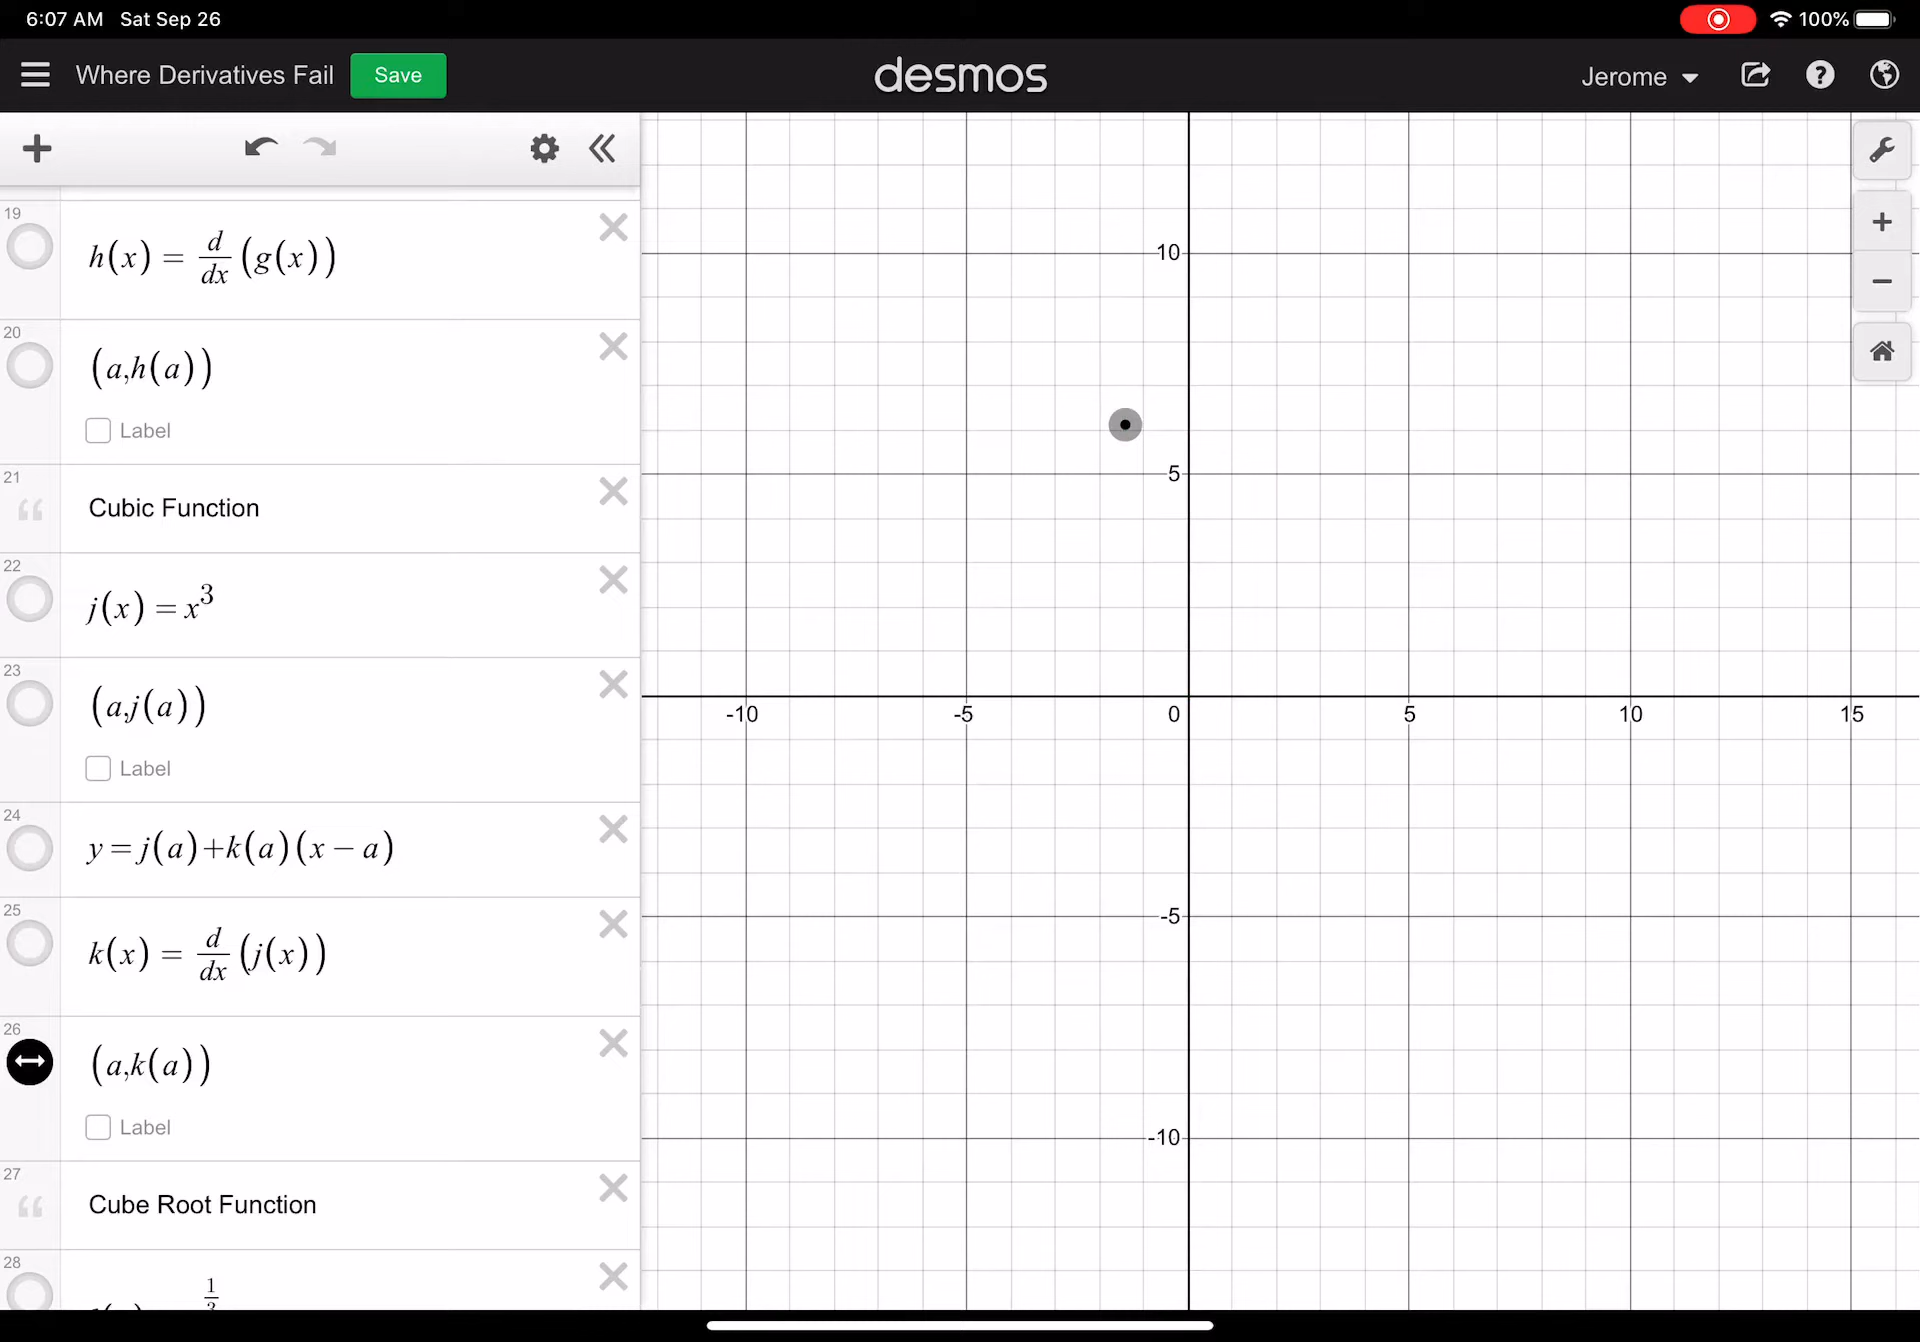 6:07 AM Sat Sep 26
100%
Where Derivatives Fail
Save
desmos
Jerome
19
h(x) = d/dx (g(x))
20
(a,h(a))
Label
21
Cubic Function
22
j(x) = x³
23
(a,j(a))
Label
24
y=j(a)+k(a)(x − a)
25
k(x) = d/dx (j(x))
26
(a,k(a))
Label
27
Cube Root Function
28
10
5
-10 -5 0 5 10 15
-5
-10